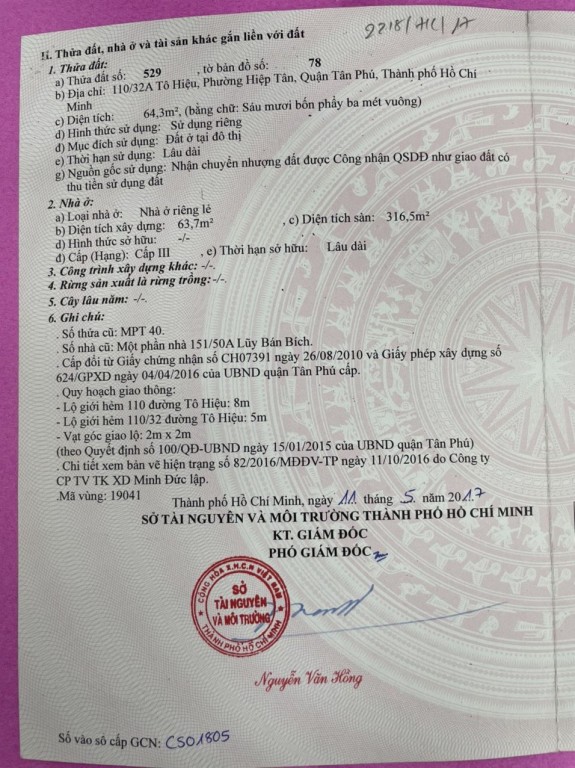 II. Thửa đất, nhà ở và tài sản khác gắn liền với đất
1. Thửa đất:
a) Thửa đất số: 529 , tờ bản đồ số: 78
b) Địa chỉ: 110/32A Tô Hiệu, Phường Hiệp Tân, Quận Tân Phú, Thành phố Hồ Chí
Minh
c) Diện tích: 64,3m², (bằng chữ: Sáu mươi bốn phẩy ba mét vuông)
d) Hình thức sử dụng: Sử dụng riêng
đ) Mục đích sử dụng: Đất ở tại đô thị
e) Thời hạn sử dụng: Lâu dài
g) Nguồn gốc sử dụng: Nhận chuyển nhượng đất được Công nhận QSDĐ như giao đất có
thu tiền sử dụng đất
2. Nhà ở:
a) Loại nhà ở: Nhà ở riêng lẻ
b) Diện tích xây dựng: 63,7m² , c) Diện tích sàn: 316,5m²
d) Hình thức sở hữu: -/-
đ) Cấp (Hạng): Cấp III , e) Thời hạn sở hữu: Lâu dài
3. Công trình xây dựng khác: -/-.
4. Rừng sản xuất là rừng trồng:-/-.
5. Cây lâu năm: -/-.
6. Ghi chú:
. Số thửa cũ: MPT 40.
. Số nhà cũ: Một phần nhà 151/50A Lũy Bán Bích.
. Cấp đổi từ Giấy chứng nhận số CH07391 ngày 26/08/2010 và Giấy phép xây dựng số
624/GPXD ngày 04/04/2016 của UBND quận Tân Phú cấp.
. Quy hoạch giao thông:
- Lộ giới hẻm 110 đường Tô Hiệu: 8m
- Lộ giới hẻm 110/32 đường Tô Hiệu: 5m
- Vạt góc giao lộ: 2m x 2m
(theo Quyết định số 100/QĐ-UBND ngày 15/01/2015 của UBND quận Tân Phú)
. Chi tiết xem bản vẽ hiện trạng số 82/2016/MĐĐV-TP ngày 11/10/2016 do Công ty
CP TV TK XD Minh Đức lập.
.Mã vùng: 19041
Thành phố Hồ Chí Minh, ngày 11 tháng 5 năm 2017
SỞ TÀI NGUYÊN VÀ MÔI TRƯỜNG THÀNH PHỐ HỒ CHÍ MINH
KT. GIÁM ĐỐC
PHÓ GIÁM ĐỐC
CỘNG HÒA X.H.C.N VIỆT NAM
SỞ
TÀI NGUYÊN
VÀ MÔI TRƯỜNG
THÀNH PHỐ HỒ CHÍ MINH
Nguyễn Văn Hồng
Số vào sổ cấp GCN: CS01805